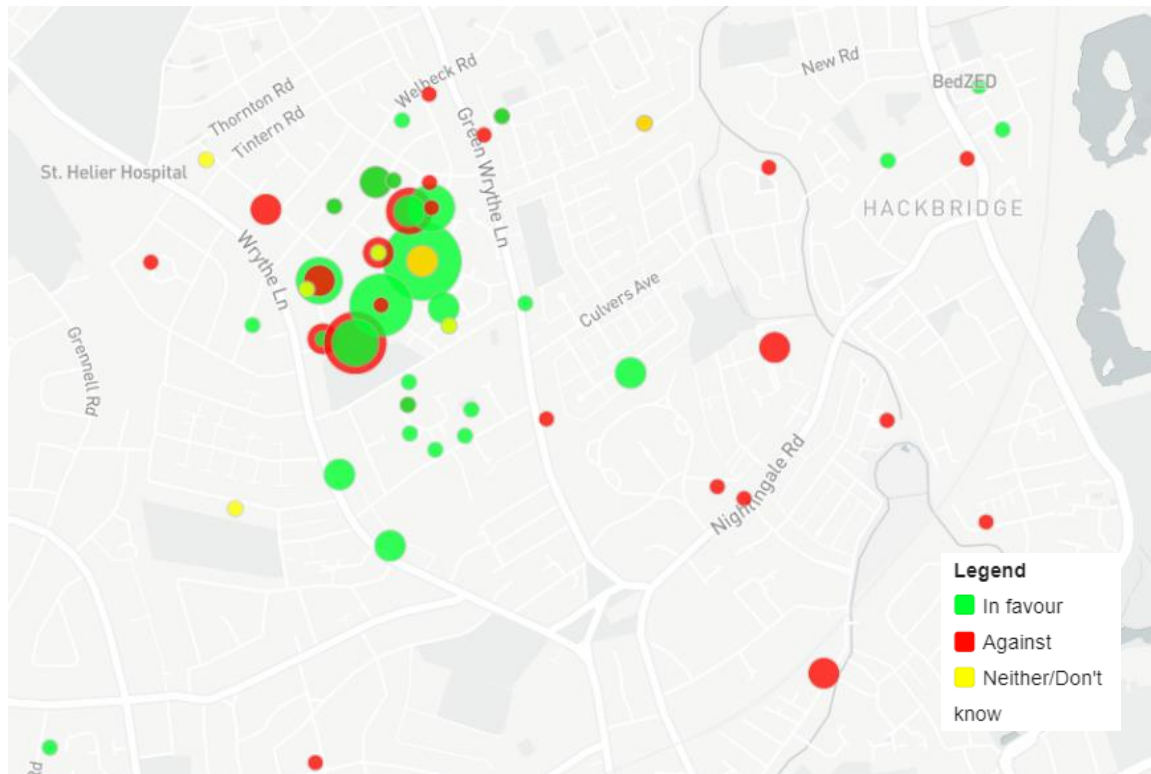 New Rd
Welbeck Rd
BedZED
Thornton Rd
Tintern Rd
Green Wrythe Ln
St. Helier Hospital
HACKBRIDGE
Wrythe Ln
Culvers Ave
Grennell Rd
Nightingale Rd
Legend
In favour
Against
Neither/Don't
know